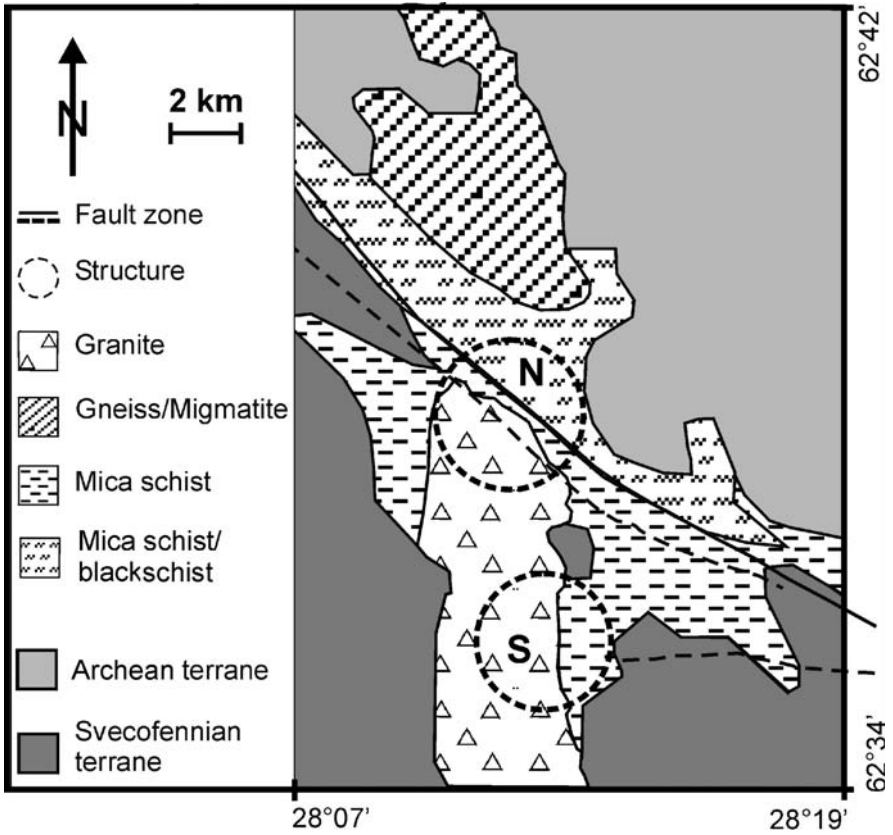 N
2 km
Fault zone
Structure
Granite
Gneiss/Migmatite
Mica schist
Mica schist/
blackschist
Archean terrane
Svecofennian
terrane
N
S
62°42'
62°34'
28°07'
28°19'